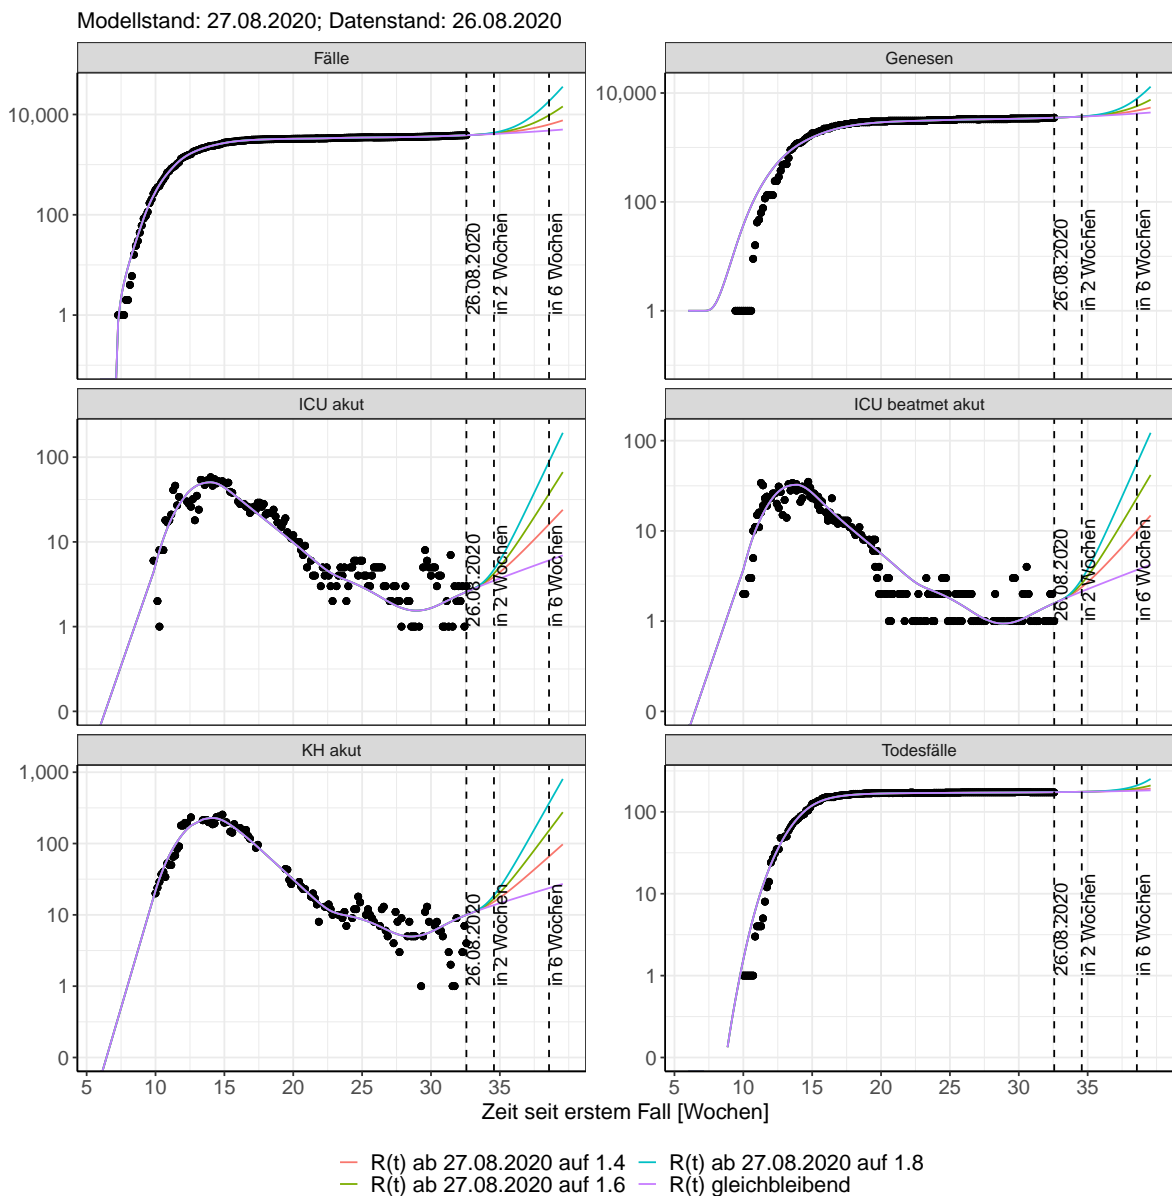 Modellstand: 27.08.2020; Datenstand: 26.08.2020
Fälle
Genesen
10,000
100
1
26.08.2020
in 2 Wochen
in 6 Wochen
10,000
100
1
26.08.2020
in 2 Wochen
in 6 Wochen
ICU akut
ICU beatmet akut
100
10
1
0
26.08.2020
in 2 Wochen
in 6 Wochen
100
10
1
0
26.08.2020
in 2 Wochen
in 6 Wochen
KH akut
Todesfälle
1,000
100
10
1
0
26.08.2020
in 2 Wochen
in 6 Wochen
100
10
1
0
26.08.2020
in 2 Wochen
in 6 Wochen
5 10 15 20 25 30 35
5 10 15 20 25 30 35
Zeit seit erstem Fall [Wochen]
R(t) ab 27.08.2020 auf 1.4
R(t) ab 27.08.2020 auf 1.8
R(t) ab 27.08.2020 auf 1.6
R(t) gleichbleibend